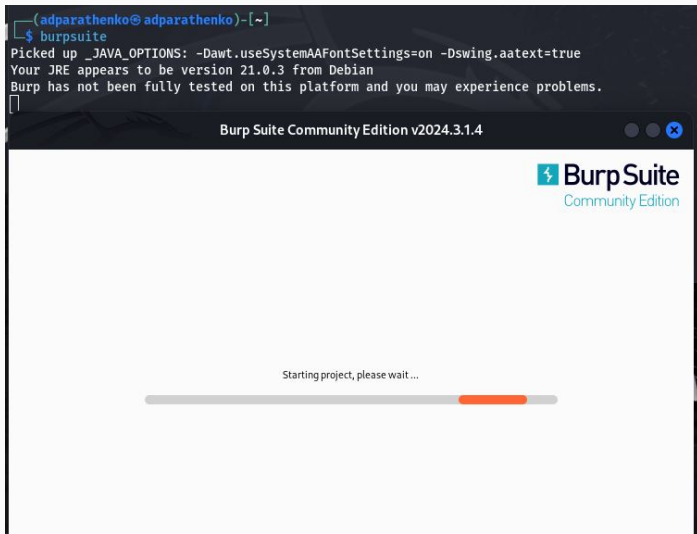 (adparathenko㉿adparathenko)-[~]
$ burpsuite
Picked up _JAVA_OPTIONS: -Dawt.useSystemAAFontSettings=on -Dswing.aatext=true
Your JRE appears to be version 21.0.3 from Debian
Burp has not been fully tested on this platform and you may experience problems.
Burp Suite Community Edition v2024.3.1.4
Burp Suite
Community Edition
Starting project, please wait ...